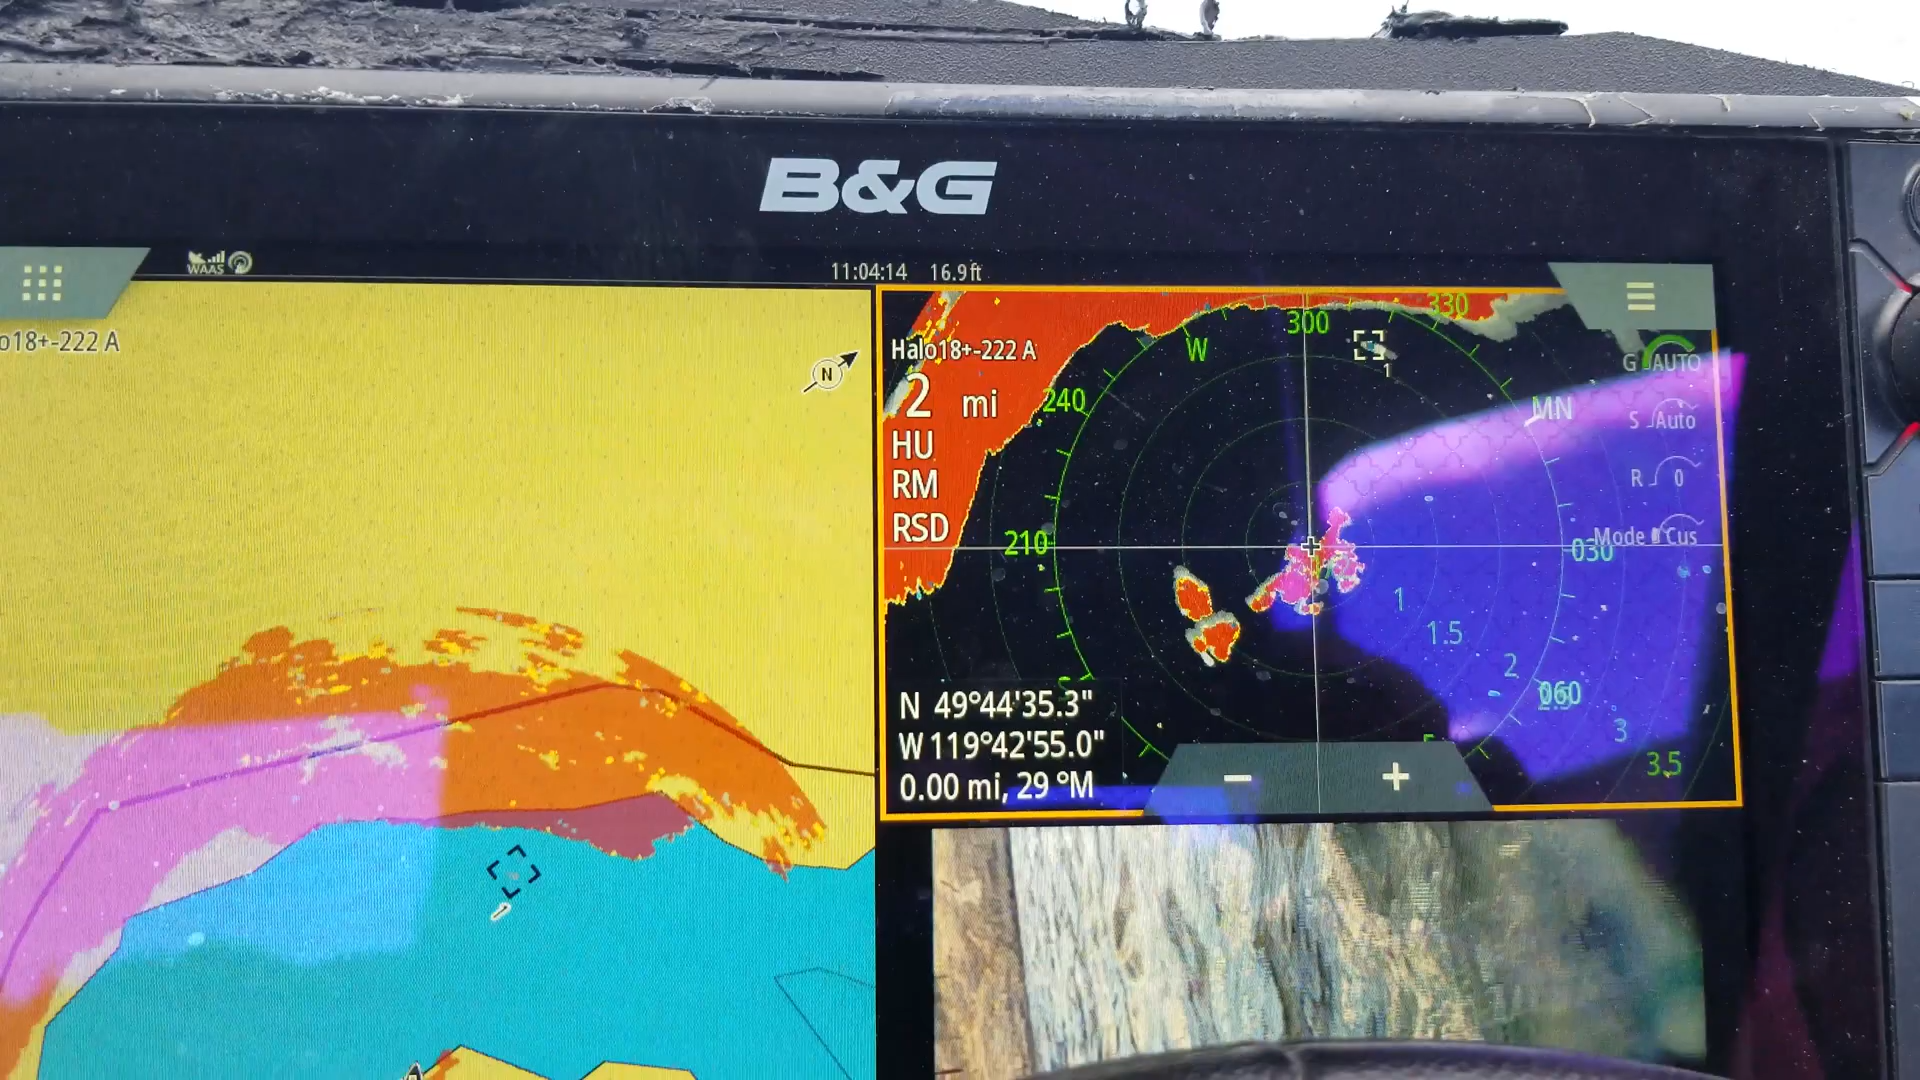 B&G
WAAS
11:04:14 16.9ft
o18+-222 A
N
1
Halo18+-222 A
2 mi
HU
RM
RSD
W
300
330
240
210
MN
030
060
1
1
1.5
2
3
3.5
G AUTO
S Auto
R 0
Mode Cus
N 49°44'35.3"
W 119°42'55.0"
0.00 mi, 29 °M
− +